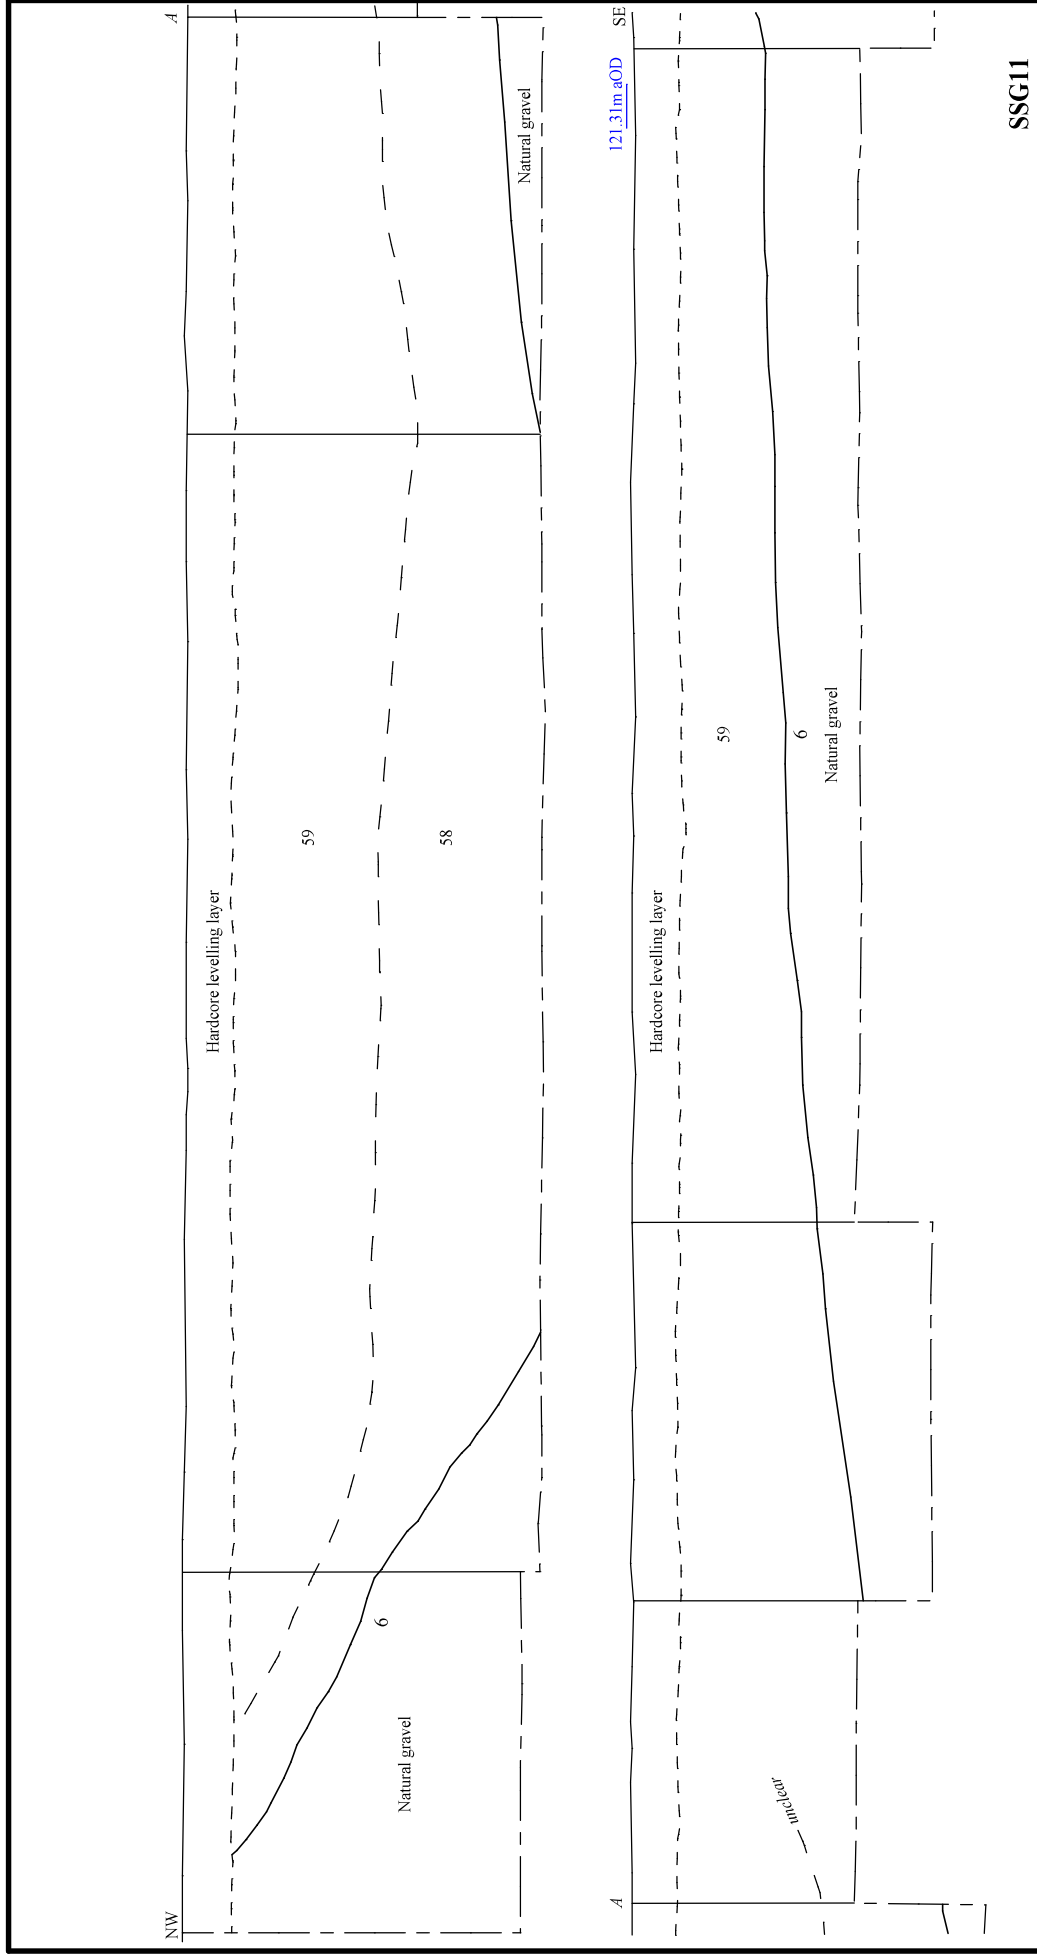 NW
A
Hardcore levelling layer
59
58
6
Natural gravel
Natural gravel
A
SE
121.31m aOD
Hardcore levelling layer
59
6
Natural gravel
unclear
SSG11